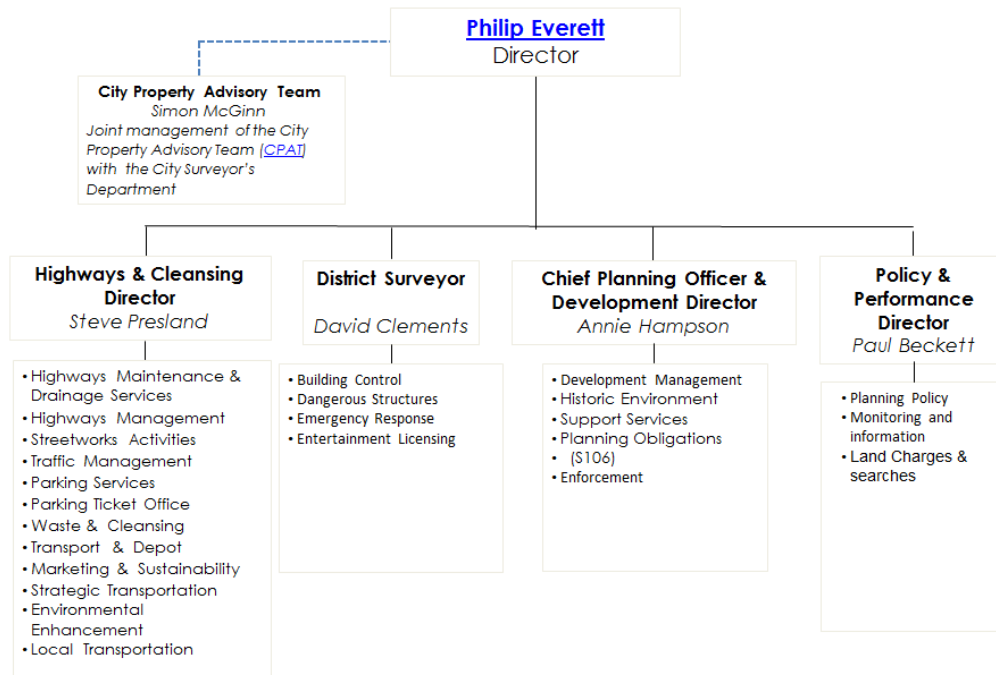 Philip Everett
Director
City Property Advisory Team
Simon McGinn
Joint management of the City
Property Advisory Team (CPAT)
with the City Surveyor's
Department
Highways & Cleansing
Director
Steve Presland
• Highways Maintenance &
Drainage Services
• Highways Management
• Streetworks Activities
• Traffic Management
• Parking Services
• Parking Ticket Office
• Waste & Cleansing
• Transport & Depot
• Marketing & Sustainability
• Strategic Transportation
• Environmental
Enhancement
• Local Transportation
District Surveyor
David Clements
• Building Control
• Dangerous Structures
• Emergency Response
• Entertainment Licensing
Chief Planning Officer &
Development Director
Annie Hampson
• Development Management
• Historic Environment
• Support Services
• Planning Obligations
• (S106)
• Enforcement
Policy &
Performance
Director
Paul Beckett
• Planning Policy
• Monitoring and
information
• Land Charges &
searches